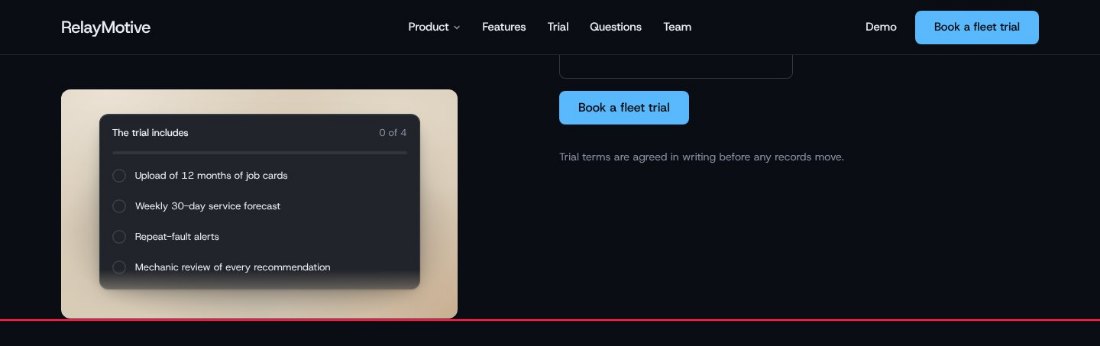 RelayMotive
Product
Features
Trial
Questions
Team
Demo
Book a fleet trial
The trial includes
0 of 4
Upload of 12 months of job cards
Weekly 30-day service forecast
Repeat-fault alerts
Mechanic review of every recommendation
Book a fleet trial
Trial terms are agreed in writing before any records move.